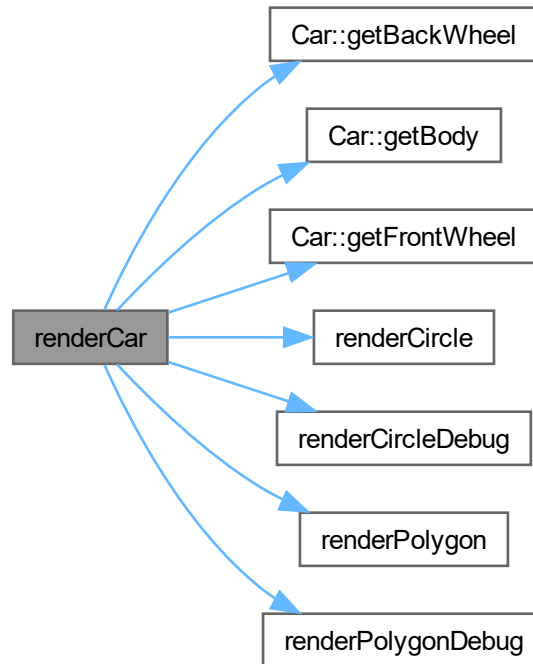 Car::getBackWheel
Car::getBody
Car::getFrontWheel
renderCar
renderCircle
renderCircleDebug
renderPolygon
renderPolygonDebug